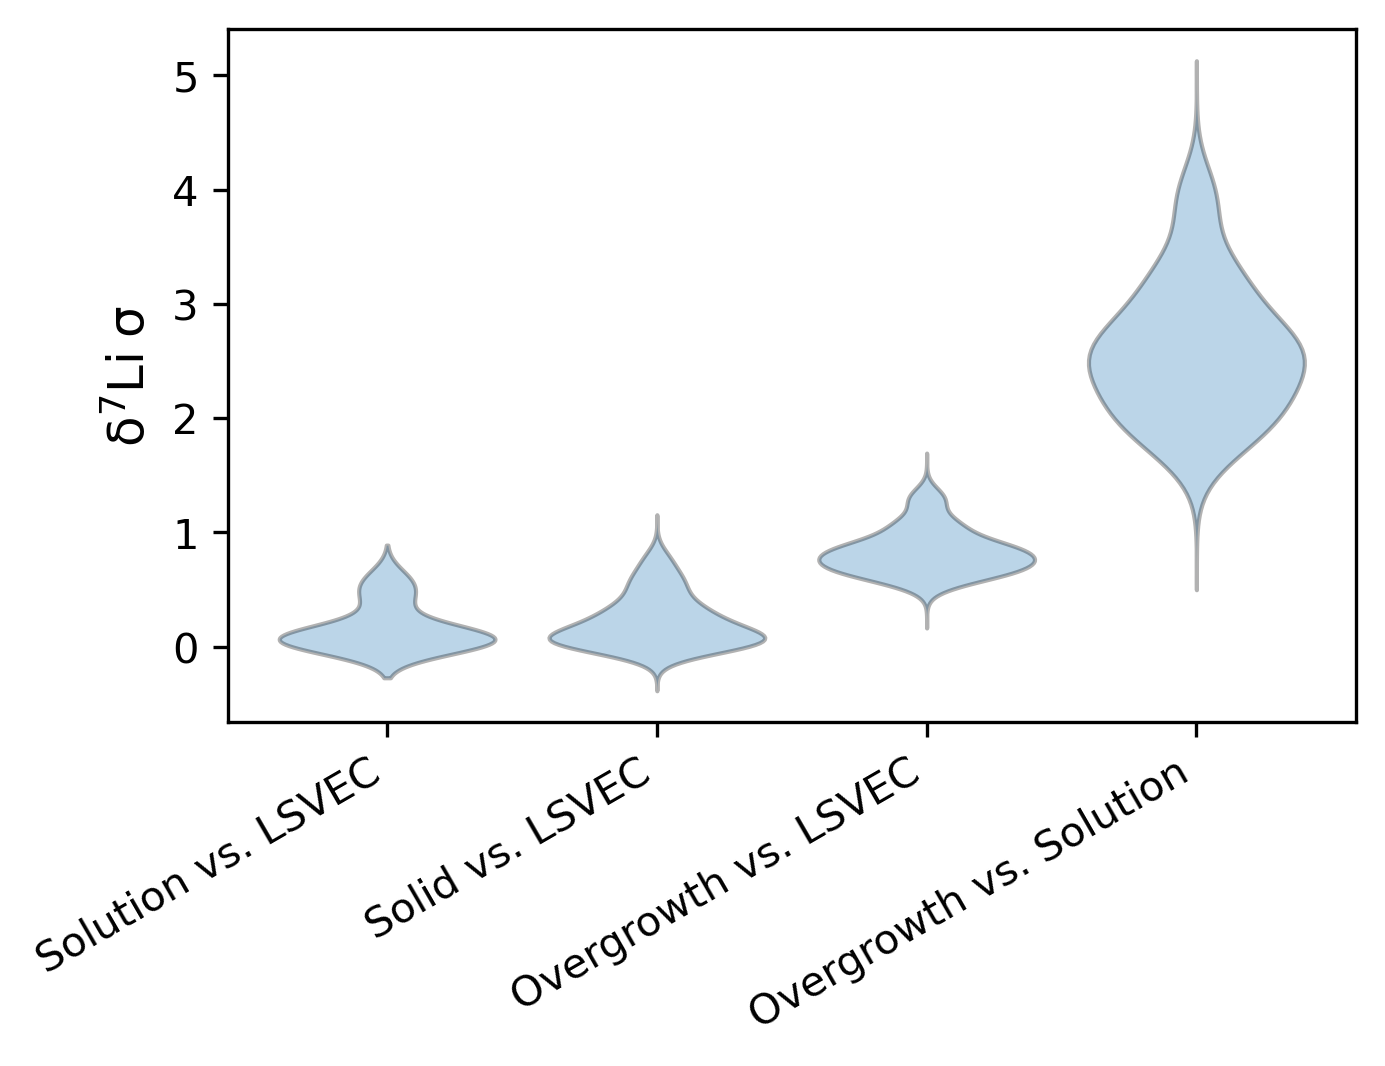 5
4
3
2
1
0
δ⁷Li σ
Solution vs. LSVEC
Solid vs. LSVEC
Overgrowth vs. LSVEC
Overgrowth vs. Solution